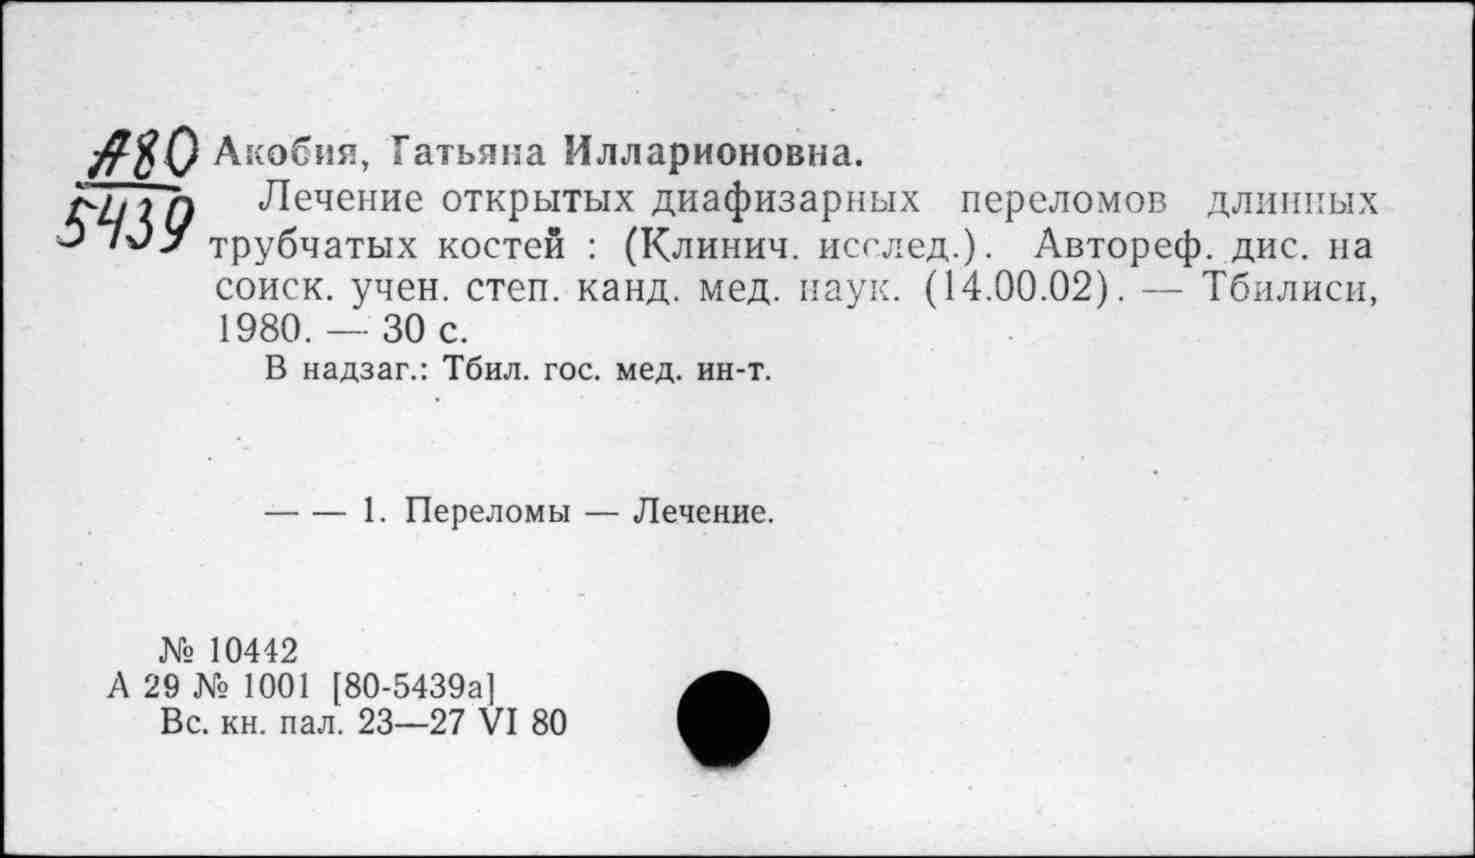 А80 Акобия, Татьяна Илларионовна.
5439 Лечение открытых диафизарных переломов длинных
трубчатых костей : (Клинич. исслед.). Автореф. дис. на
соиск. учен. степ. канд. мед. наук. (14.00.02). — Тбилиси,
1980. — 30 с.
В надзаг.: Тбил. гос. мед. ин-т.
— — 1. Переломы — Лечение.
№ 10442
А 29 № 1001 [80-5439а]
Вс. кн. пал. 23—27 VI 80